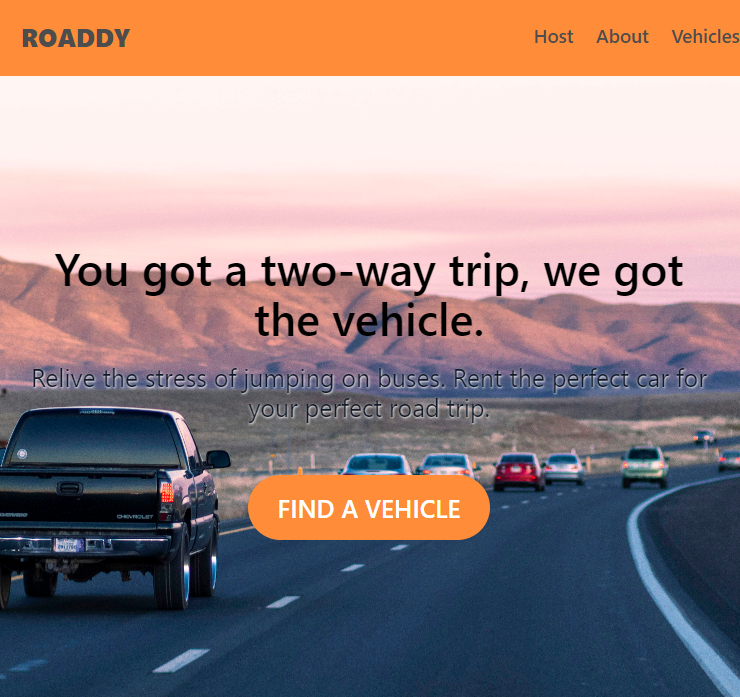 ROADDY
Host About Vehicles
You got a two-way trip, we got
the vehicle.
Relive the stress of jumping on buses. Rent the perfect car for
your perfect road trip.
CHEVROLET
FIND A VEHICLE